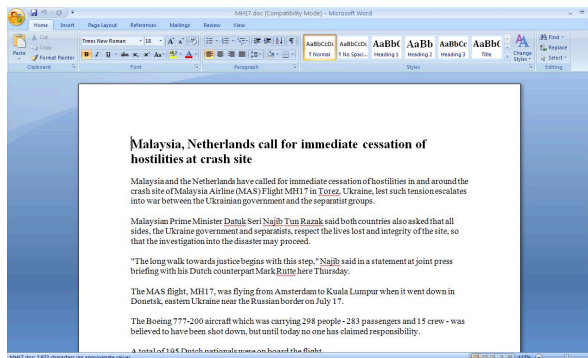 MH17.doc [Compatibility Mode] - Microsoft Word
Home Insert Page Layout References Mailings Review View
Cut
Copy
Format Painter
Paste
Clipboard
Times New Roman 18
Font
Paragraph
AaBbCcDc AaBbCcDc AaBbC AaBb AaBbCc AaBbC
¶ Normal ¶ No Spaci... Heading 1 Heading 2 Heading 3 Title
Change Styles
Styles
Find
Replace
Select
Editing
Malaysia, Netherlands call for immediate cessation of
hostilities at crash site
Malaysia and the Netherlands have called for immediate cessation of hostilities in and around the
crash site of Malaysia Airline (MAS) Flight MH17 in Torez, Ukraine, lest such tension escalates
into war between the Ukrainian government and the separatist groups.
Malaysian Prime Minister Datuk Seri Najib Tun Razak said both countries also asked that all
sides, the Ukraine government and separatists, respect the lives lost and integrity of the site, so
that the investigation into the disaster may proceed.
"The long walk towards justice begins with this step," Najib said in a statement at joint press
briefing with his Dutch counterpart Mark Rutte here Thursday.
The MAS flight, MH17, was flying from Amsterdam to Kuala Lumpur when it went down in
Donetsk, eastern Ukraine near the Russian border on July 17.
The Boeing 777-200 aircraft which was carrying 298 people - 283 passengers and 15 crew - was
believed to have been shot down, but until today no one has claimed responsibility.
A total of 195 Dutch nationals were on board the flight.
MH17.doc: 2,973 characters (an approximate value).